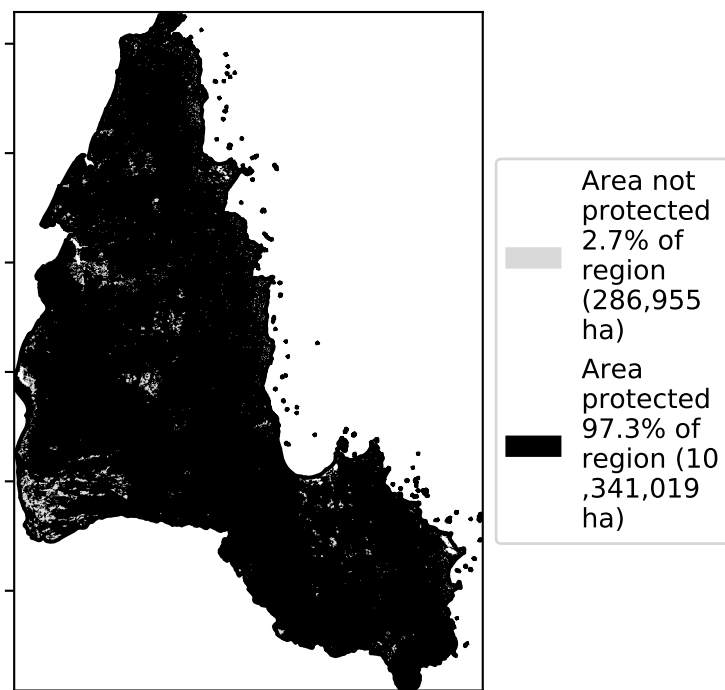 Area not
protected
2.7% of
region
(286,955
ha)
Area
protected
97.3% of
region (10
,341,019
ha)